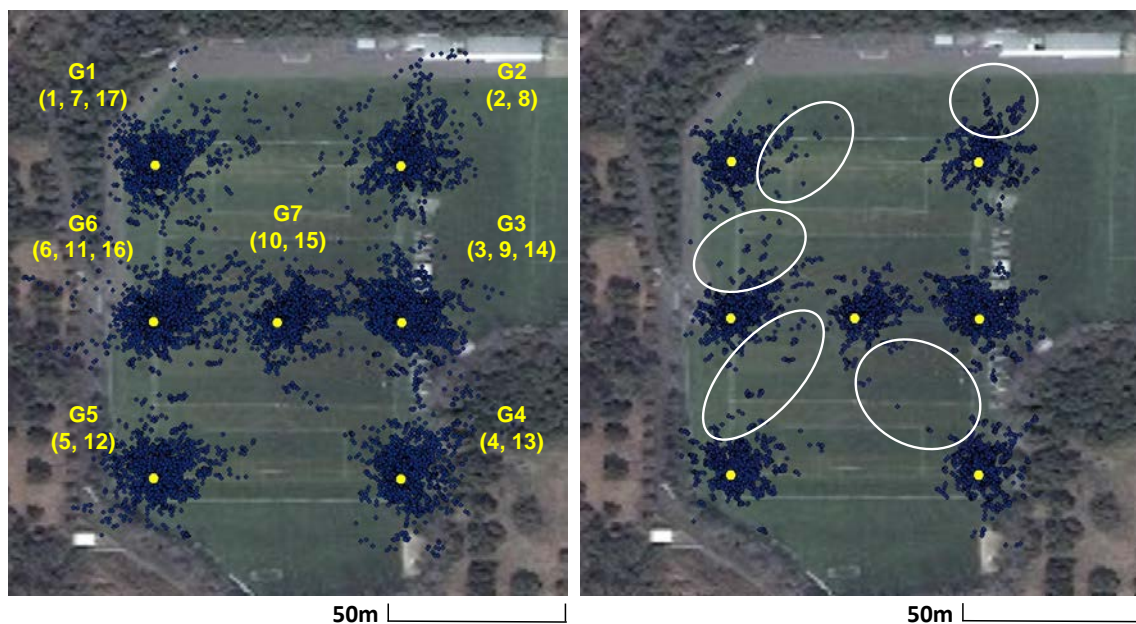 G1
(1, 7, 17)
G2
(2, 8)
G6
(6, 11, 16)
G7
(10, 15)
G3
(3, 9, 14)
G5
(5, 12)
G4
(4, 13)
50m
50m